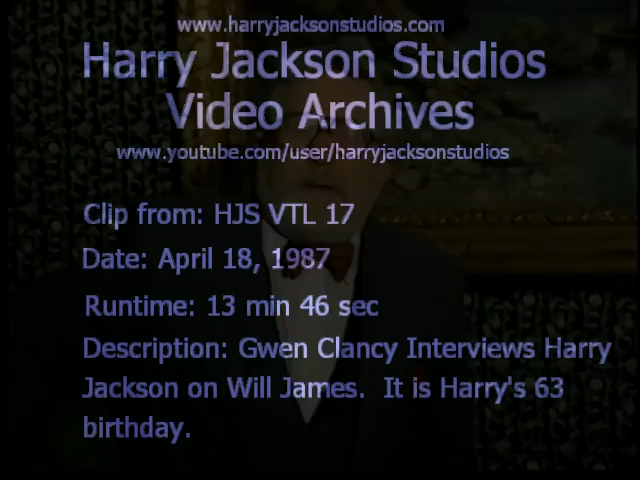 www.harryjacksonstudios.com
Harry Jackson Studios
Video Archives
www.youtube.com/user/harryjacksonstudios
Clip from: HJS VTL 17
Date: April 18, 1987
Runtime: 13 min 46 sec
Description: Gwen Clancy Interviews Harry
Jackson on Will James.  It is Harry's 63
birthday.